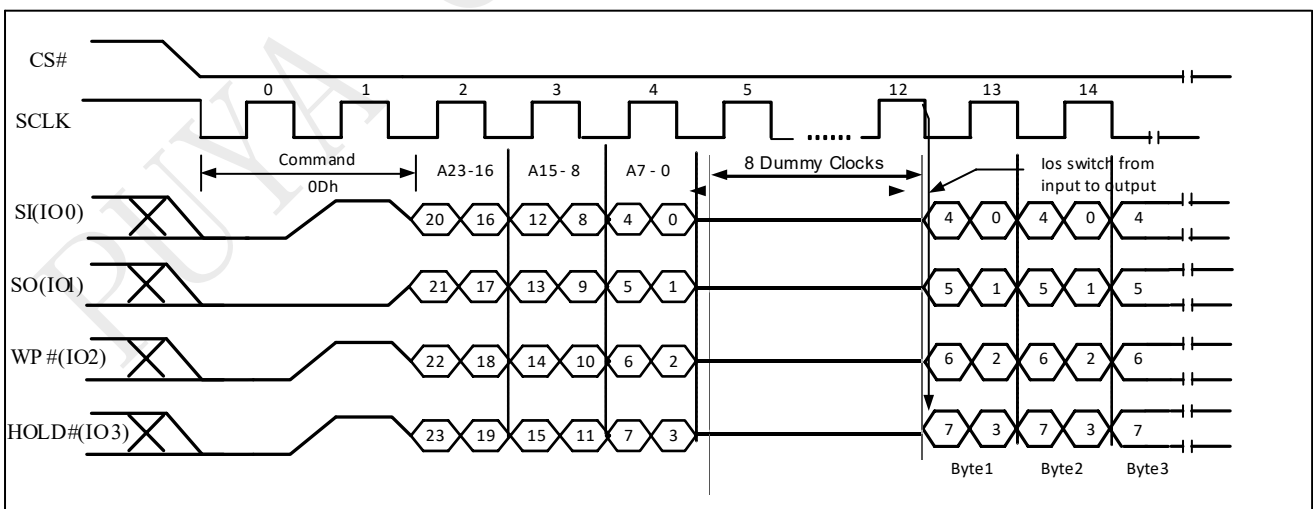 CS#
0 1 2 3 4 5 12 13 14
SCLK
......
Command
0Dh
A23-16 A15-8 A7-0
8 Dummy Clocks
Ios switch from
input to output
SI(IO0) 20 16 12 8 4 0 4 0 4 0 4
SO(IO1) 21 17 13 9 5 1 5 1 5 1 5
WP#(IO2) 22 18 14 10 6 2 6 2 6 2 6
HOLD#(IO3) 23 19 15 11 7 3 7 3 7 3 7
Byte1 Byte2 Byte3
PUYA